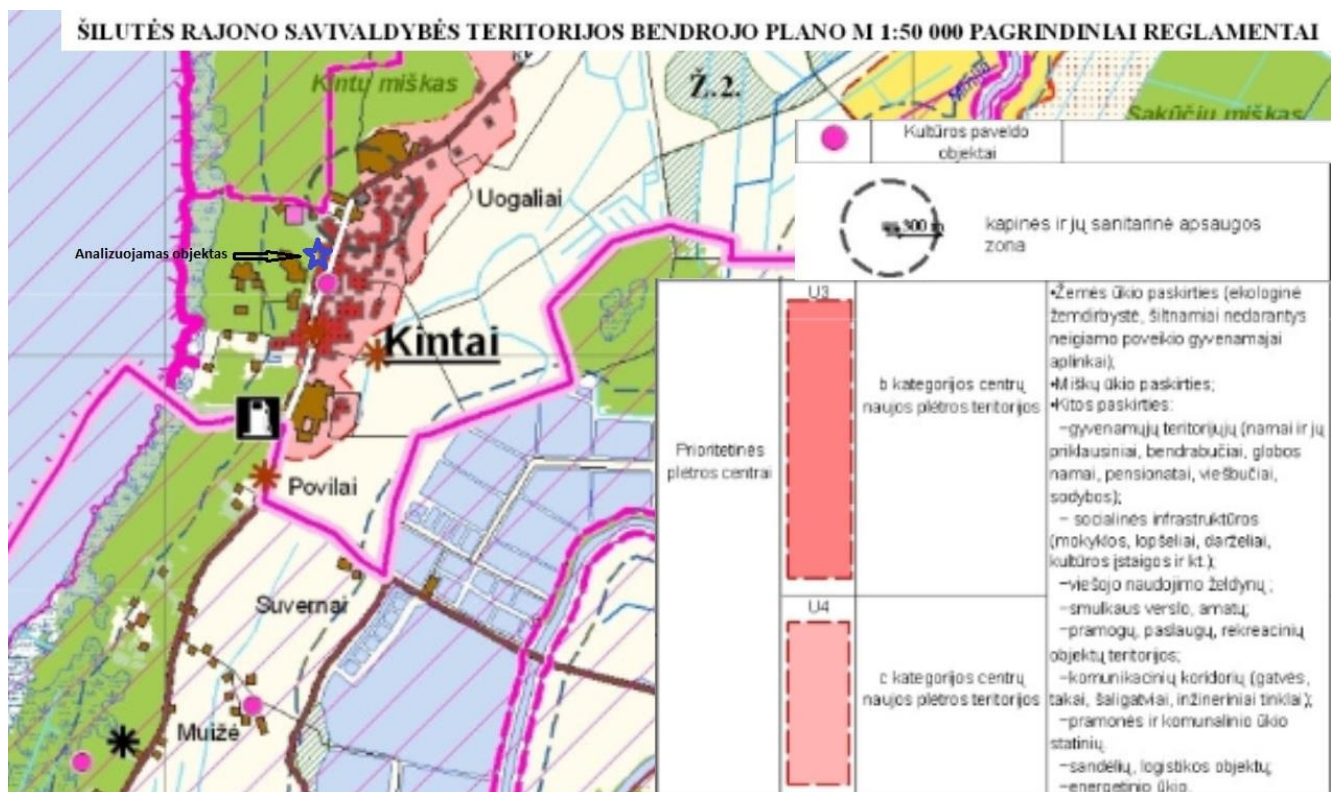 ŠILUTĖS RAJONO SAVIVALDYBĖS TERITORIJOS BENDROJO PLANO M 1:50 000 PAGRINDINIAI REGLAMENTAI
Kintų miškas
Ž.2.
Minija
Sakūčių miškas
Uogaliai
Analizuojamas objektas
Kintai
Povilai
Suvernai
Muižė
Kultūros paveldo
objektai
300 m
kapinės ir jų sanitarinė apsaugos
zona
Prioritetinės
plėtros centrai
U3
b kategorijos centrų
naujos plėtros teritorijos
U4
c kategorijos centrų
naujos plėtros teritorijos
•Žemės ūkio paskirties (ekologinė
žemdirbystė, šiltnamiai nedarantys
neigiamo poveikio gyvenamajai
aplinkai);
•Miškų ūkio paskirties;
•Kitos paskirties:
–gyvenamųjų teritorijųjų (namai ir jų
priklausiniai, bendrabučiai, globos
namai, pensionatai, viešbučiai,
sodybos);
– socialinės infrastruktūros
(mokyklos, lopšeliai, darželiai,
kultūros įstaigos ir kt.);
–viešojo naudojimo želdynų;
–smulkaus verslo, amatų;
–pramogų, paslaugų, rekreacinių
objektų teritorijos;
–komunikacinių koridorių (gatvės,
takai, šaligatviai, inžineriniai tinklai);
–pramonės ir komunalinio ūkio
statinių.
–sandėlių, logistikos objektų;
–energetinio ūkio.